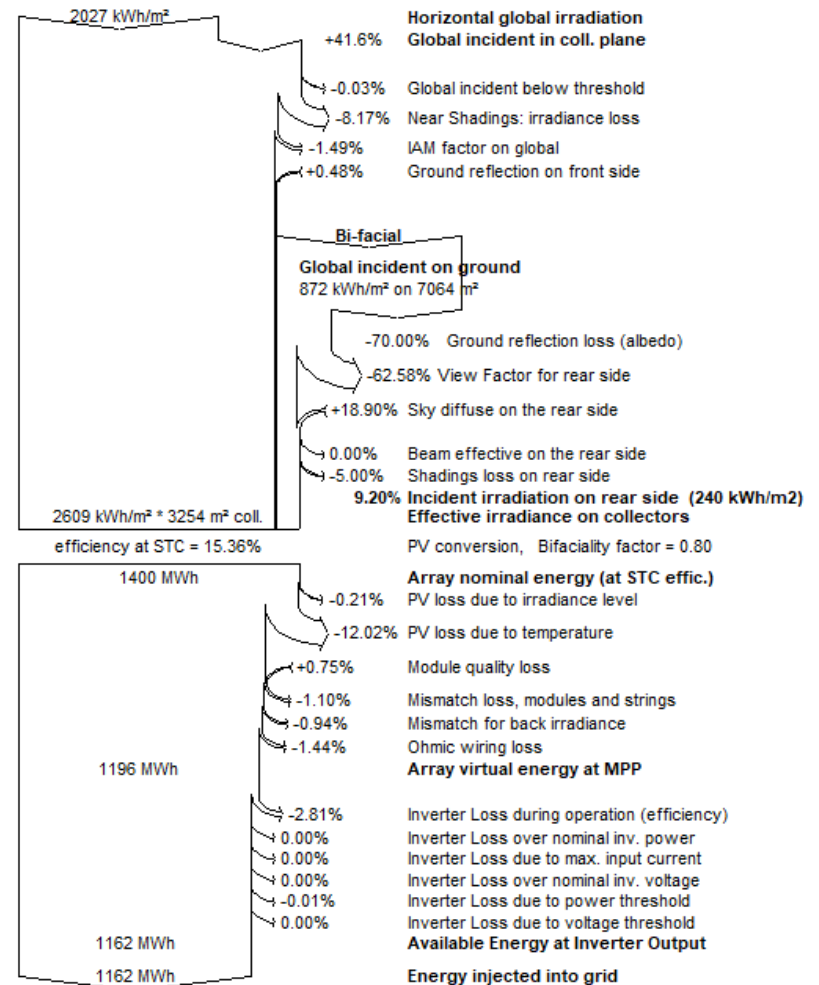 2027 kWh/m² Horizontal global irradiation
+41.6% Global incident in coll. plane
-0.03% Global incident below threshold
-8.17% Near Shadings: irradiance loss
-1.49% IAM factor on global
+0.48% Ground reflection on front side
Bi-facial
Global incident on ground
872 kWh/m² on 7064 m²
-70.00% Ground reflection loss (albedo)
-62.58% View Factor for rear side
+18.90% Sky diffuse on the rear side
0.00% Beam effective on the rear side
-5.00% Shadings loss on rear side
9.20% Incident irradiation on rear side (240 kWh/m2)
2609 kWh/m² * 3254 m² coll. Effective irradiance on collectors
efficiency at STC = 15.36% PV conversion, Bifaciality factor = 0.80
1400 MWh Array nominal energy (at STC effic.)
-0.21% PV loss due to irradiance level
-12.02% PV loss due to temperature
+0.75% Module quality loss
-1.10% Mismatch loss, modules and strings
-0.94% Mismatch for back irradiance
-1.44% Ohmic wiring loss
1196 MWh Array virtual energy at MPP
-2.81% Inverter Loss during operation (efficiency)
0.00% Inverter Loss over nominal inv. power
0.00% Inverter Loss due to max. input current
0.00% Inverter Loss over nominal inv. voltage
-0.01% Inverter Loss due to power threshold
0.00% Inverter Loss due to voltage threshold
1162 MWh Available Energy at Inverter Output
1162 MWh Energy injected into grid